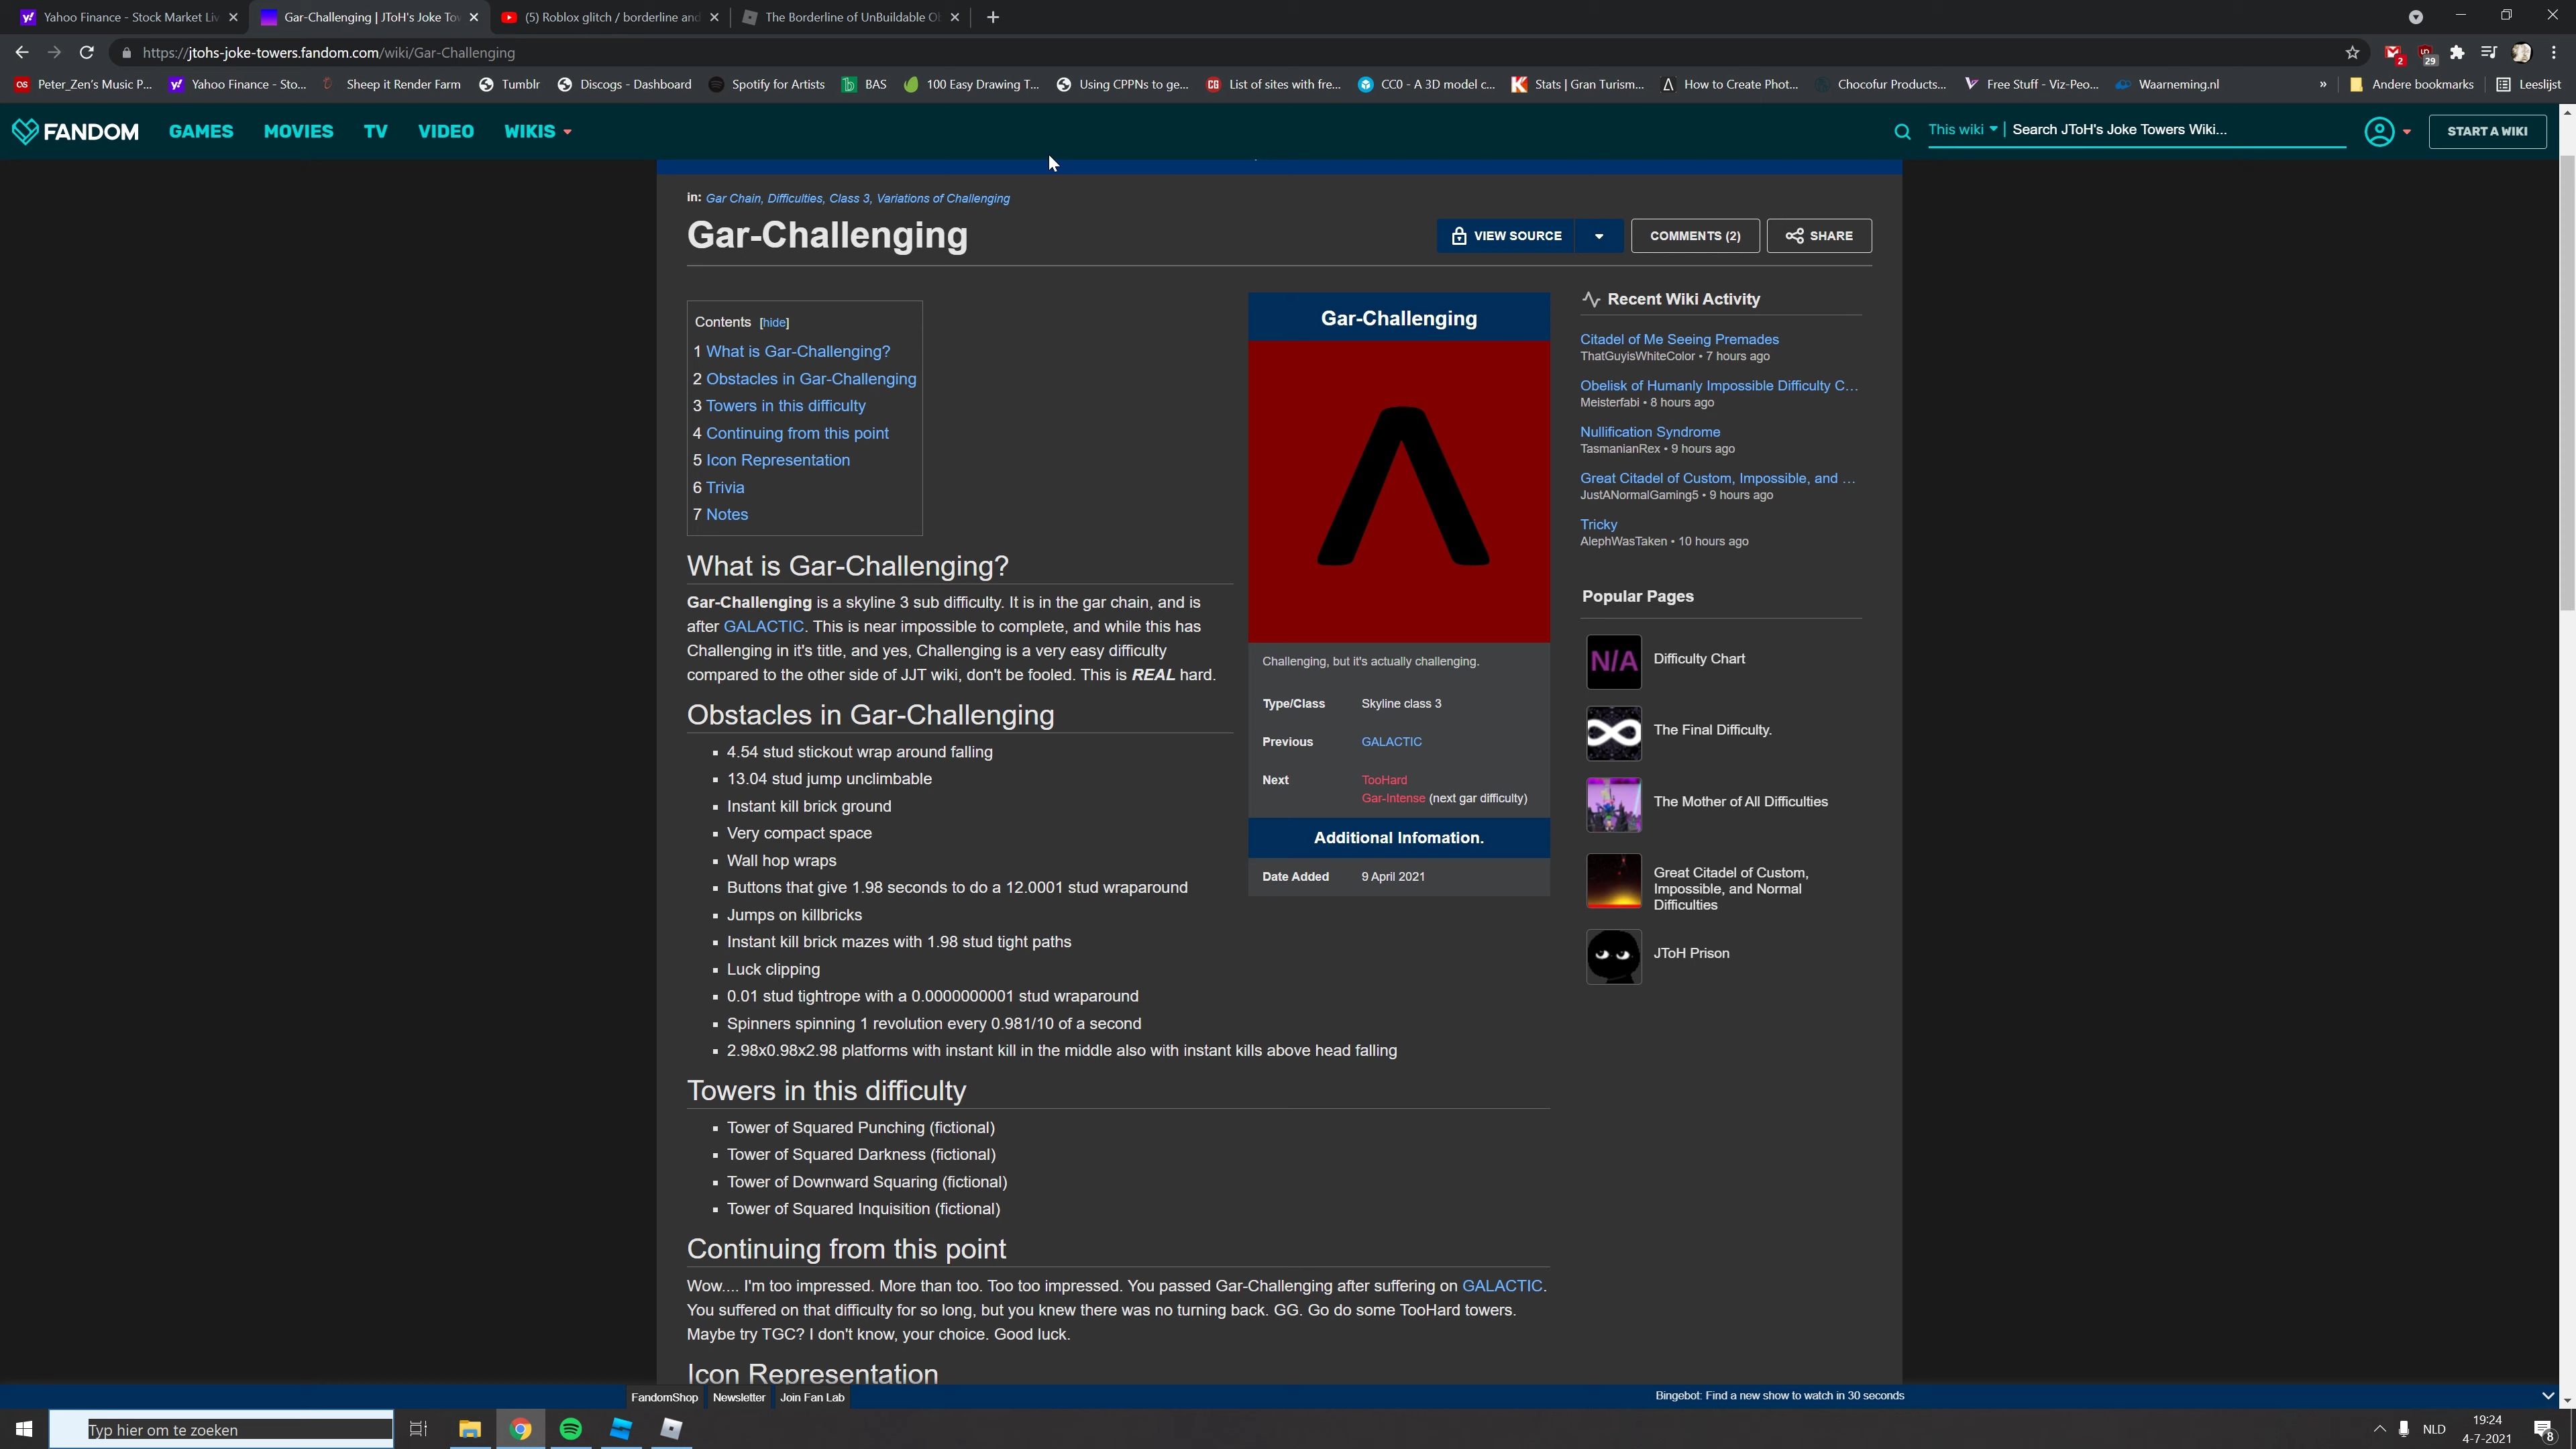 Yahoo Finance - Stock Market Liv
Gar-Challenging | JToH's Joke Tow
(5) Roblox glitch / borderline and
The Borderline of UnBuildable Ob
https://jtohs-joke-towers.fandom.com/wiki/Gar-Challenging
2
29
Peter_Zen's Music P...
Yahoo Finance - Sto...
Sheep it Render Farm
Tumblr
Discogs - Dashboard
Spotify for Artists
BAS
100 Easy Drawing T...
Using CPPNs to ge...
List of sites with fre...
CC0 - A 3D model c...
Stats | Gran Turism...
How to Create Phot...
Chocofur Products...
Free Stuff - Viz-Peo...
Waarneming.nl
»
Andere bookmarks
Leeslijst
FANDOM
GAMES
MOVIES
TV
VIDEO
WIKIS
This wiki
Search JToH's Joke Towers Wiki...
START A WIKI
in: Gar Chain, Difficulties, Class 3, Variations of Challenging
Gar-Challenging
VIEW SOURCE
COMMENTS (2)
SHARE
Contents [hide]
1 What is Gar-Challenging?
2 Obstacles in Gar-Challenging
3 Towers in this difficulty
4 Continuing from this point
5 Icon Representation
6 Trivia
7 Notes
What is Gar-Challenging?
Gar-Challenging is a skyline 3 sub difficulty. It is in the gar chain, and is
after GALACTIC. This is near impossible to complete, and while this has
Challenging in it's title, and yes, Challenging is a very easy difficulty
compared to the other side of JJT wiki, don't be fooled. This is REAL hard.
Obstacles in Gar-Challenging
4.54 stud stickout wrap around falling
13.04 stud jump unclimbable
Instant kill brick ground
Very compact space
Wall hop wraps
Buttons that give 1.98 seconds to do a 12.0001 stud wraparound
Jumps on killbricks
Instant kill brick mazes with 1.98 stud tight paths
Luck clipping
0.01 stud tightrope with a 0.0000000001 stud wraparound
Spinners spinning 1 revolution every 0.981/10 of a second
2.98x0.98x2.98 platforms with instant kill in the middle also with instant kills above head falling
Towers in this difficulty
Tower of Squared Punching (fictional)
Tower of Squared Darkness (fictional)
Tower of Downward Squaring (fictional)
Tower of Squared Inquisition (fictional)
Continuing from this point
Wow.... I'm too impressed. More than too. Too too impressed. You passed Gar-Challenging after suffering on GALACTIC.
You suffered on that difficulty for so long, but you knew there was no turning back. GG. Go do some TooHard towers.
Maybe try TGC? I don't know, your choice. Good luck.
Icon Representation
Gar-Challenging
Λ
Challenging, but it's actually challenging.
Type/Class Skyline class 3
Previous GALACTIC
Next TooHard
Gar-Intense (next gar difficulty)
Additional Infomation.
Date Added 9 April 2021
Recent Wiki Activity
Citadel of Me Seeing Premades
ThatGuyisWhiteColor • 7 hours ago
Obelisk of Humanly Impossible Difficulty C...
Meisterfabi • 8 hours ago
Nullification Syndrome
TasmanianRex • 9 hours ago
Great Citadel of Custom, Impossible, and ...
JustANormalGaming5 • 9 hours ago
Tricky
AlephWasTaken • 10 hours ago
Popular Pages
N/A
Difficulty Chart
The Final Difficulty.
The Mother of All Difficulties
Great Citadel of Custom,
Impossible, and Normal
Difficulties
JToH Prison
FandomShop
Newsletter
Join Fan Lab
Bingebot: Find a new show to watch in 30 seconds
Typ hier om te zoeken
NLD
19:24
4-7-2021
8